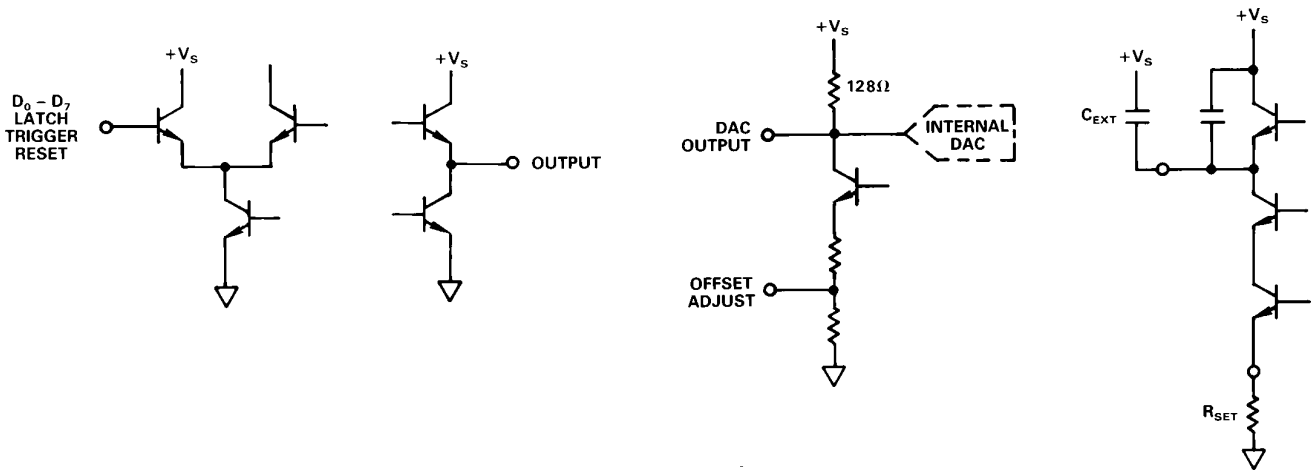 +Vs
D₀ – D₇
LATCH
TRIGGER
RESET
+Vs
OUTPUT
+Vs
128Ω
DAC
OUTPUT
INTERNAL
DAC
OFFSET
ADJUST
+Vs
+Vs
CEXT
RSET